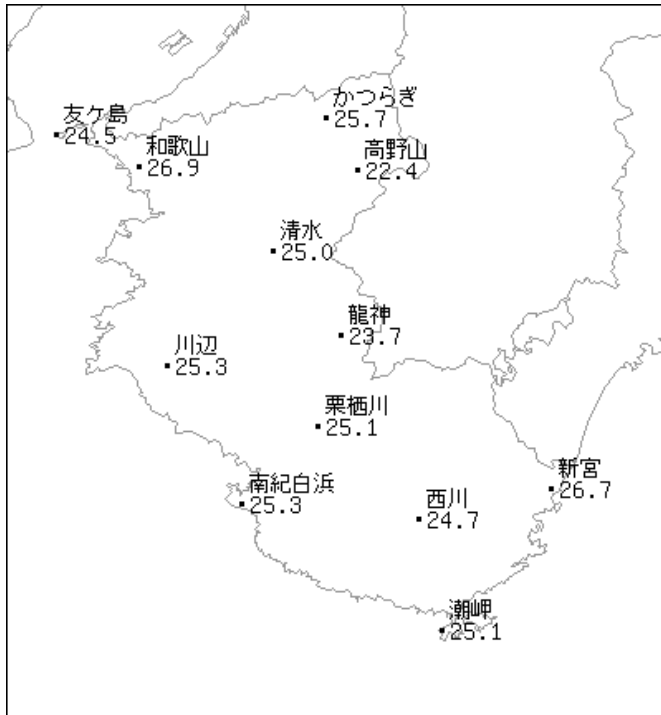 かつらぎ
25.7
友ケ島
24.5
和歌山
26.9
高野山
22.4
清水
25.0
龍神
23.7
川辺
25.3
栗栖川
25.1
新宮
26.7
南紀白浜
25.3
西川
24.7
潮岬
25.1